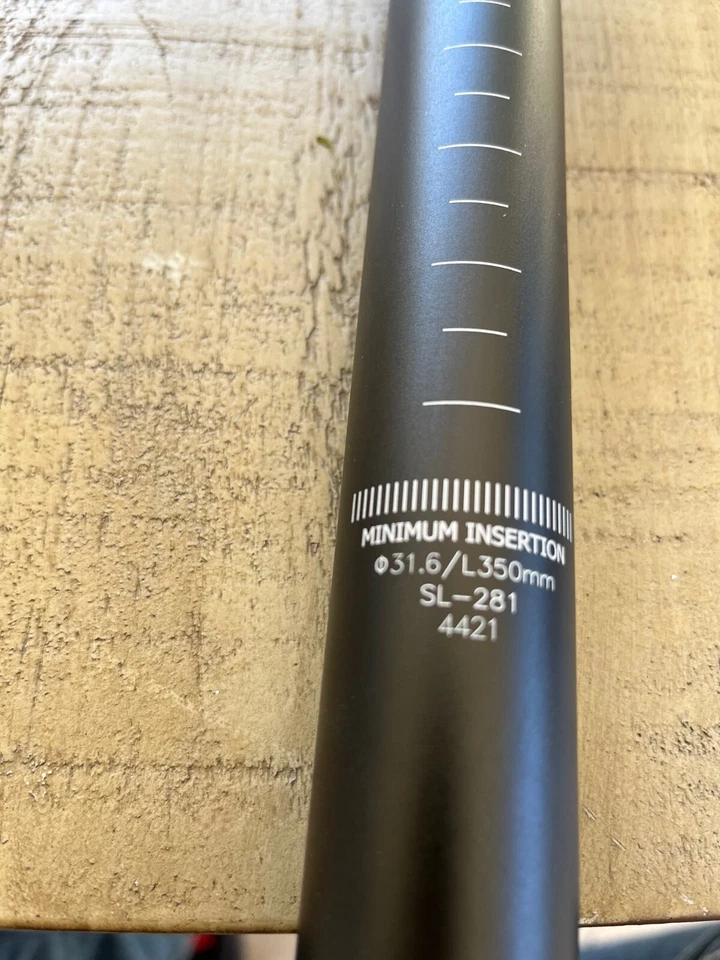 MINIMUM INSERTION
Φ31.6/L350mm
SL-281
4421